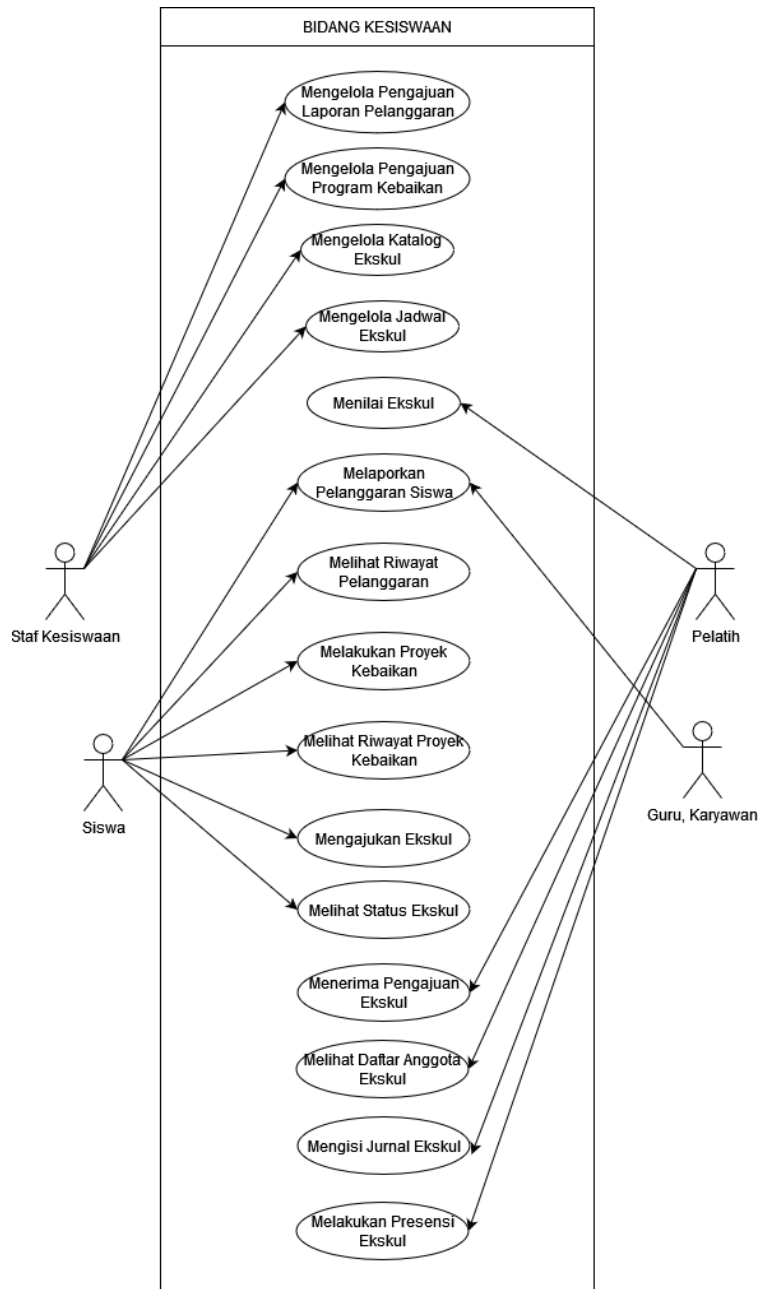 BIDANG KESISWAAN
Mengelola Pengajuan
Laporan Pelanggaran
Mengelola Pengajuan
Program Kebaikan
Mengelola Katalog
Ekskul
Mengelola Jadwal
Ekskul
Menilai Ekskul
Melaporkan
Pelanggaran Siswa
Melihat Riwayat
Pelanggaran
Staf Kesiswaan
Pelatih
Melakukan Proyek
Kebaikan
Melihat Riwayat Proyek
Kebaikan
Guru, Karyawan
Siswa
Mengajukan Ekskul
Melihat Status Ekskul
Menerima Pengajuan
Ekskul
Melihat Daftar Anggota
Ekskul
Mengisi Jurnal Ekskul
Melakukan Presensi
Ekskul